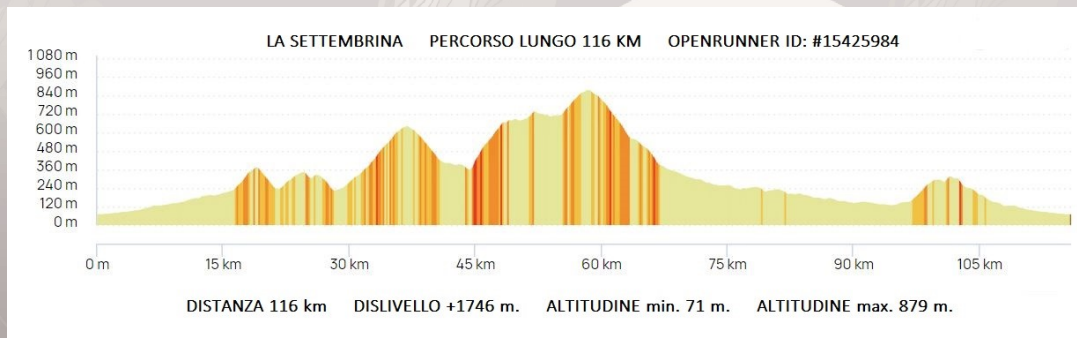 LA SETTEMBRINA PERCORSO LUNGO 116 KM OPENRUNNER ID: #15425984
1080 m
960 m
840 m
720 m
600 m
480 m
360 m
240 m
120 m
0 m
0 m 15 km 30 km 45 km 60 km 75 km 90 km 105 km
DISTANZA 116 km DISLIVELLO +1746 m. ALTITUDINE min. 71 m. ALTITUDINE max. 879 m.